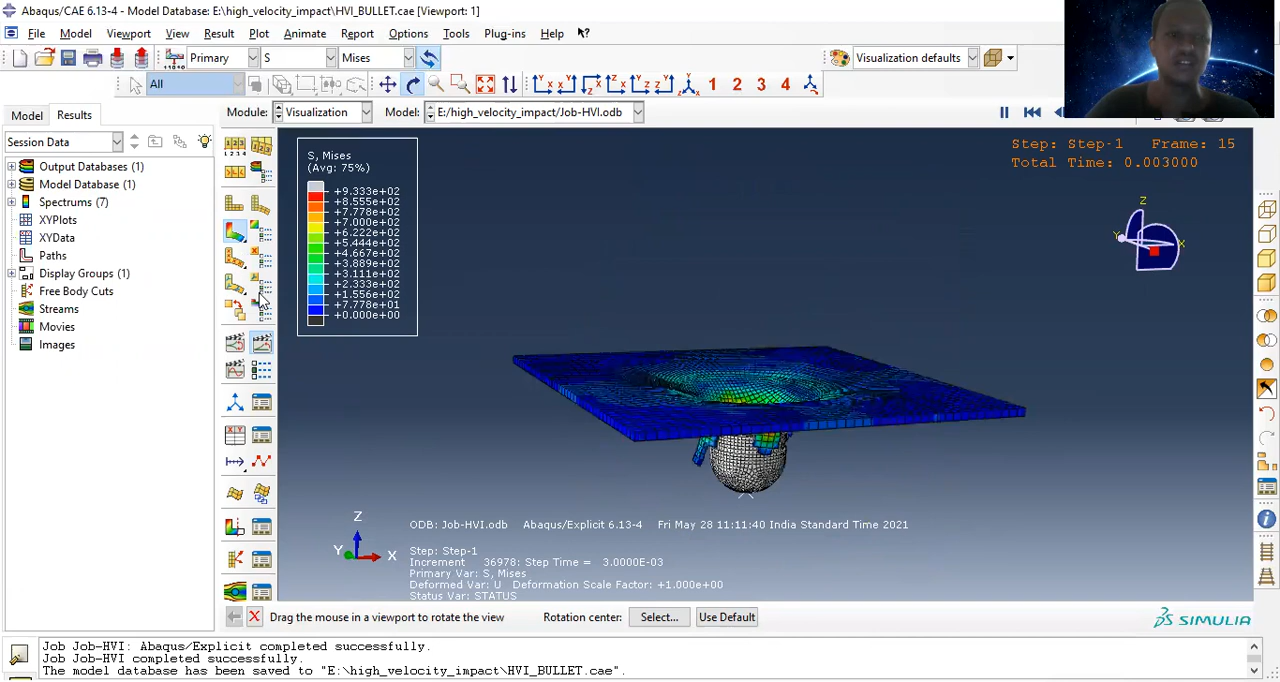 Abaqus/CAE 6.13-4 - Model Database: E:\high_velocity_impact\HVI_BULLET.cae [Viewport: 1]
File Model Viewport View Result Plot Animate Report Options Tools Plug-ins Help
Primary S Mises Visualization defaults
All 1 2 3 4
Model Results Module: Visualization Model: E:/high_velocity_impact/Job-HVI.odb
Session Data
Output Databases (1)
Model Database (1)
Spectrums (7)
XYPlots
XYData
Paths
Display Groups (1)
Free Body Cuts
Streams
Movies
Images
S, Mises
(Avg: 75%)
+9.333e+02
+8.555e+02
+7.778e+02
+7.000e+02
+6.222e+02
+5.444e+02
+4.667e+02
+3.889e+02
+3.111e+02
+2.333e+02
+1.556e+02
+7.778e+01
+0.000e+00
Step: Step-1 Frame: 15
Total Time: 0.003000
Z
Y X
Z
Y X
ODB: Job-HVI.odb Abaqus/Explicit 6.13-4 Fri May 28 11:11:40 India Standard Time 2021
Step: Step-1
Increment 36978: Step Time = 3.0000E-03
Primary Var: S, Mises
Deformed Var: U Deformation Scale Factor: +1.000e+00
Status Var: STATUS
Drag the mouse in a viewport to rotate the view Rotation center: Select... Use Default
SIMULIA
Job Job-HVI: Abaqus/Explicit completed successfully.
Job Job-HVI completed successfully.
The model database has been saved to "E:\high_velocity_impact\HVI_BULLET.cae".